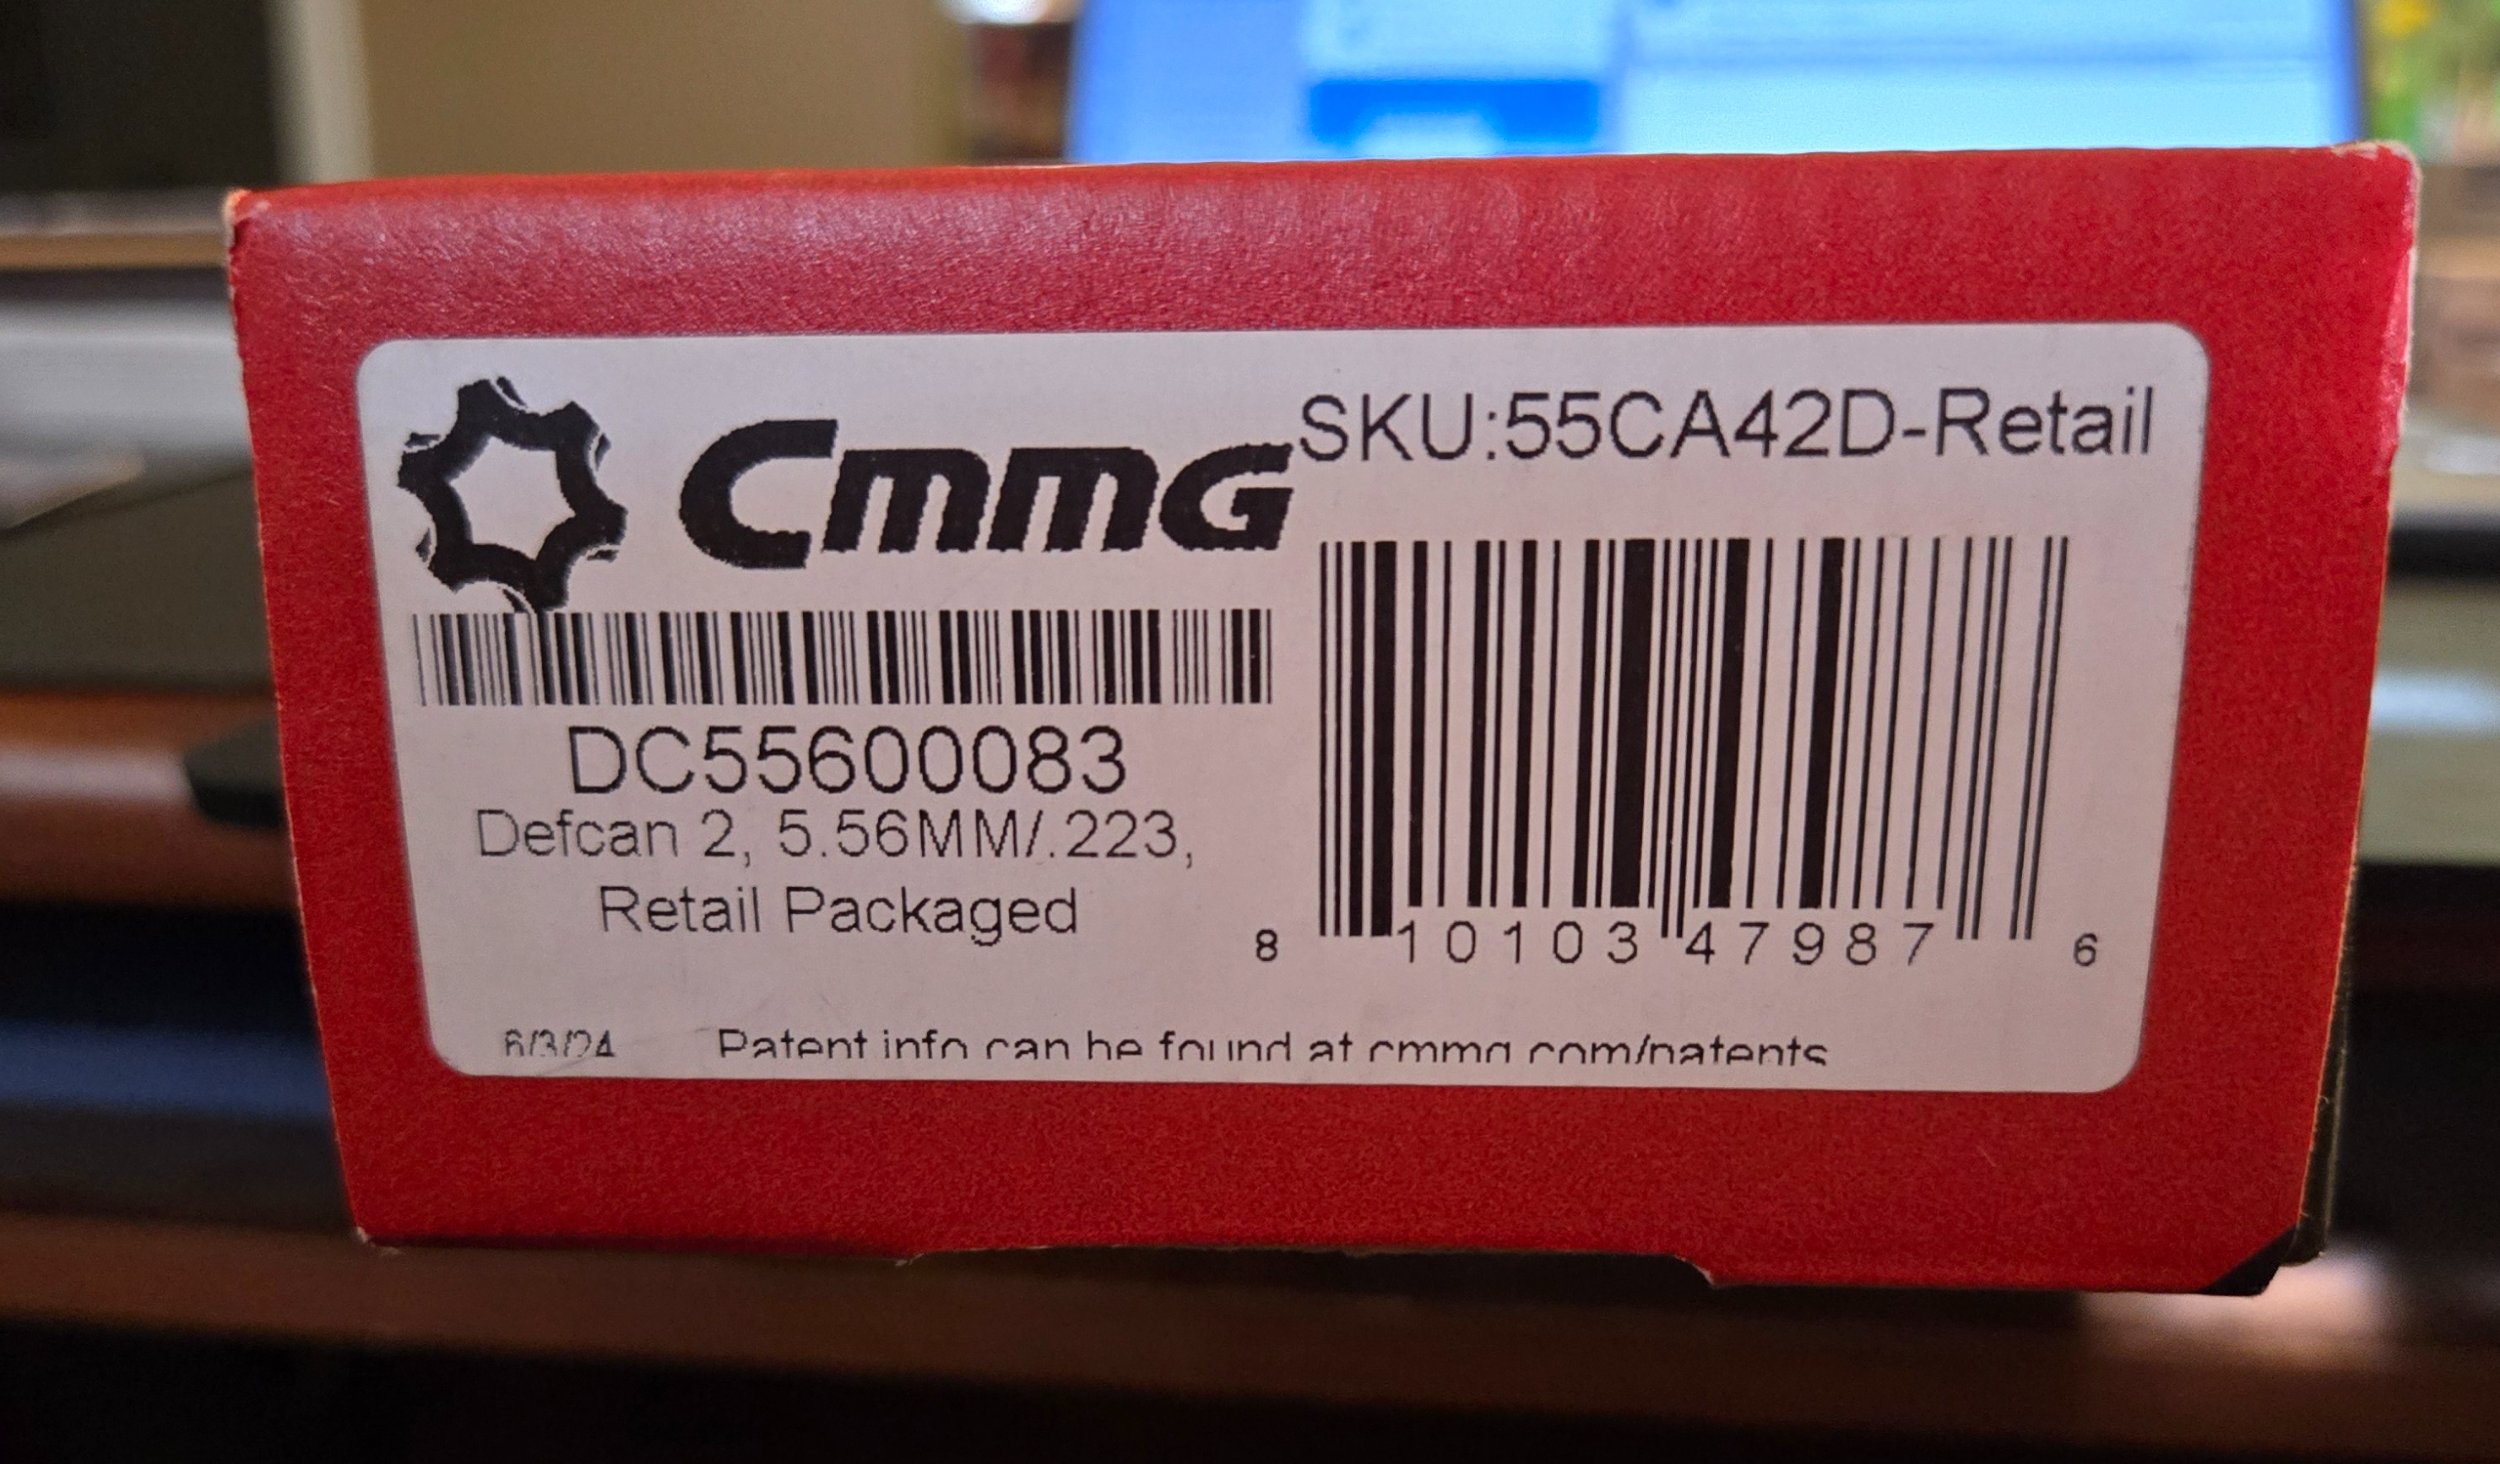 CMMG
SKU:55CA42D-Retail
DC55600083
Defcan 2, 5.56MM/.223,
Retail Packaged
8 10103 47987 6
6/3/24 Patent info can be found at cmmg.com/patents